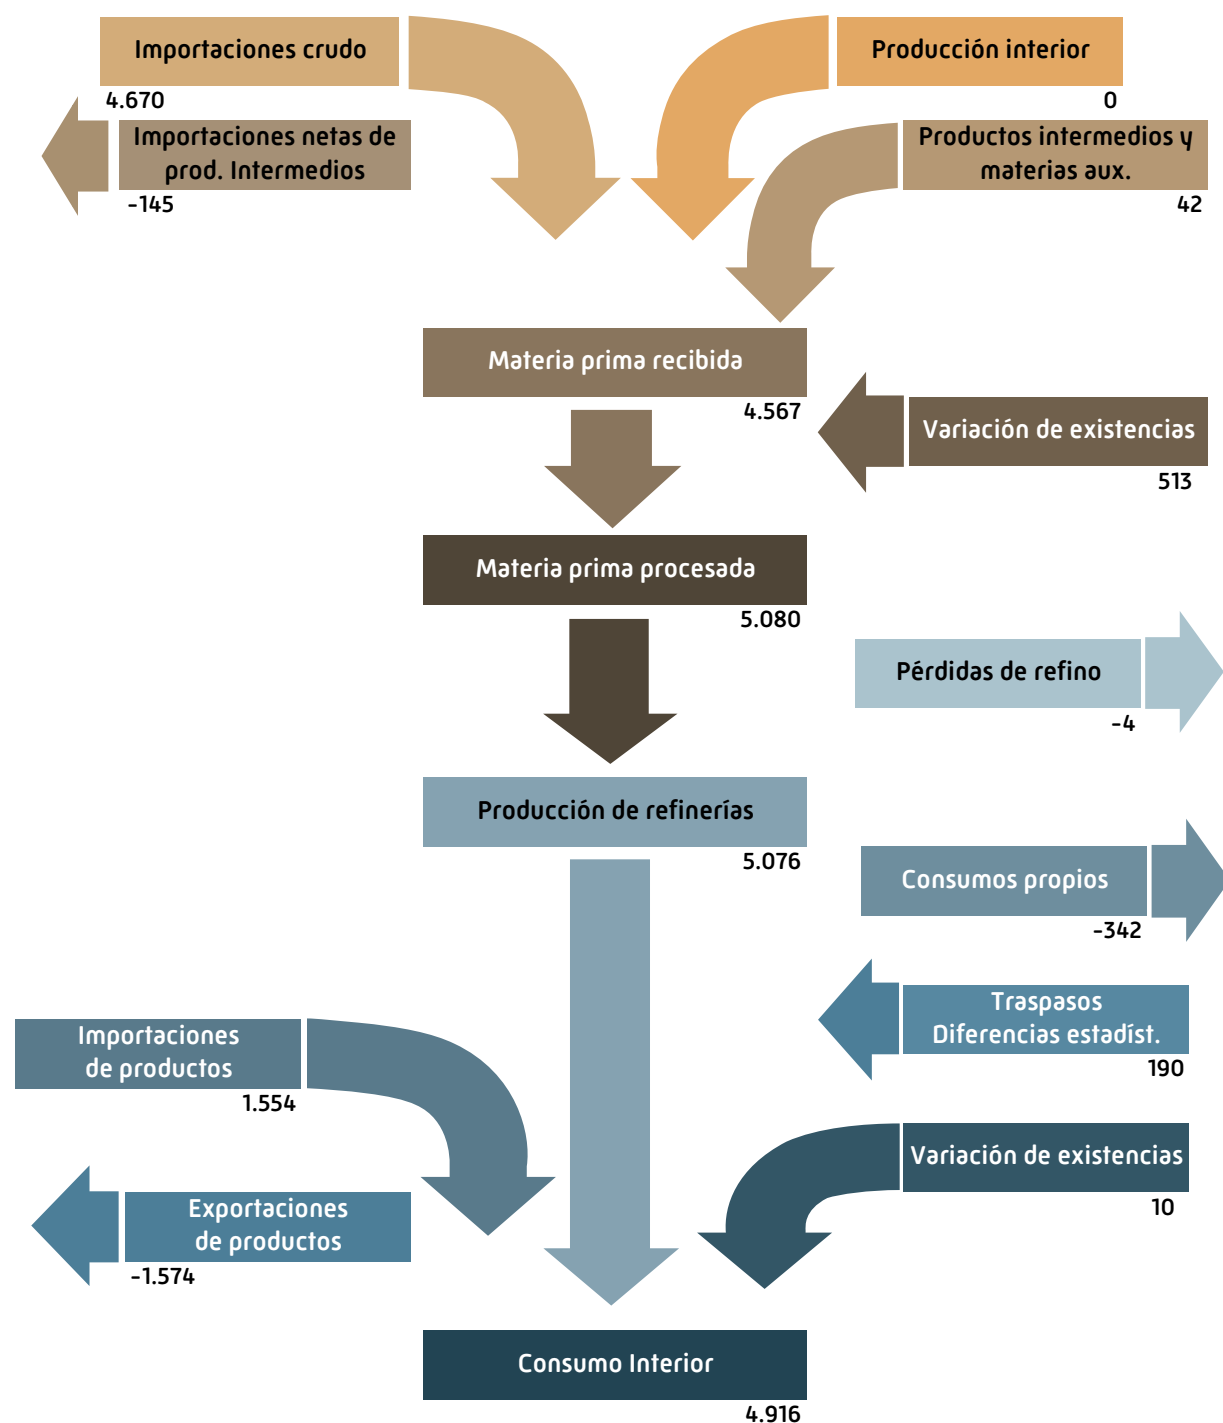 Importaciones crudo
4.670
Producción interior
0
Importaciones netas de
prod. Intermedios
-145
Productos intermedios y
materias aux.
42
Materia prima recibida
4.567
Variación de existencias
513
Materia prima procesada
5.080
Pérdidas de refino
-4
Producción de refinerías
5.076
Consumos propios
-342
Traspasos
Diferencias estadíst.
190
Importaciones
de productos
1.554
Variación de existencias
10
Exportaciones
de productos
-1.574
Consumo Interior
4.916